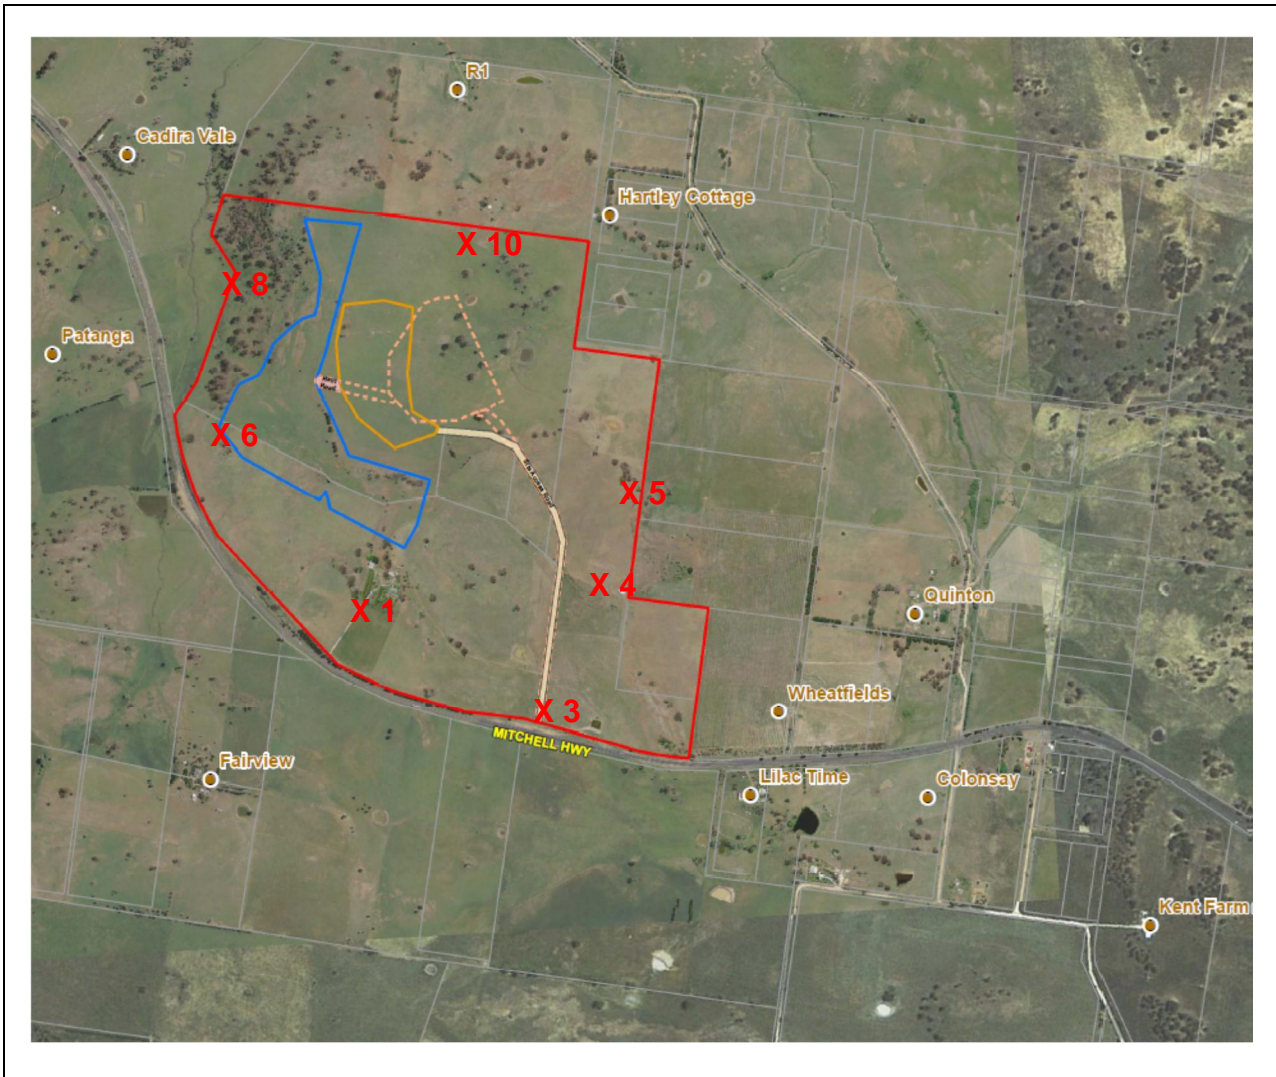 R1
Cadira Vale
Hartley Cottage
X 10
X 8
Patanga
X 6
X 5
X 4
X 1
Quinton
Wheatfields
X 3
MITCHELL HWY
Fairview
Lilac Time
Colonsay
Kent Farm